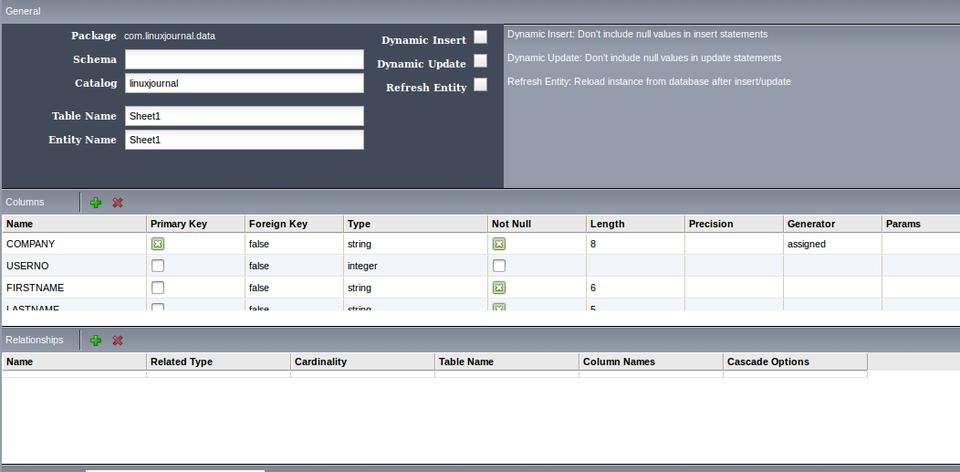 General
Package com.linuxjournal.data
Schema
Catalog linuxjournal
Table Name Sheet1
Entity Name Sheet1
Dynamic Insert
Dynamic Update
Refresh Entity
Dynamic Insert: Don't include null values in insert statements
Dynamic Update: Don't include null values in update statements
Refresh Entity: Reload instance from database after insert/update
Columns
Name Primary Key Foreign Key Type Not Null Length Precision Generator Params
COMPANY false string 8 assigned
USERNO false integer
FIRSTNAME false string 6
LASTNAME false string 5
Relationships
Name Related Type Cardinality Table Name Column Names Cascade Options